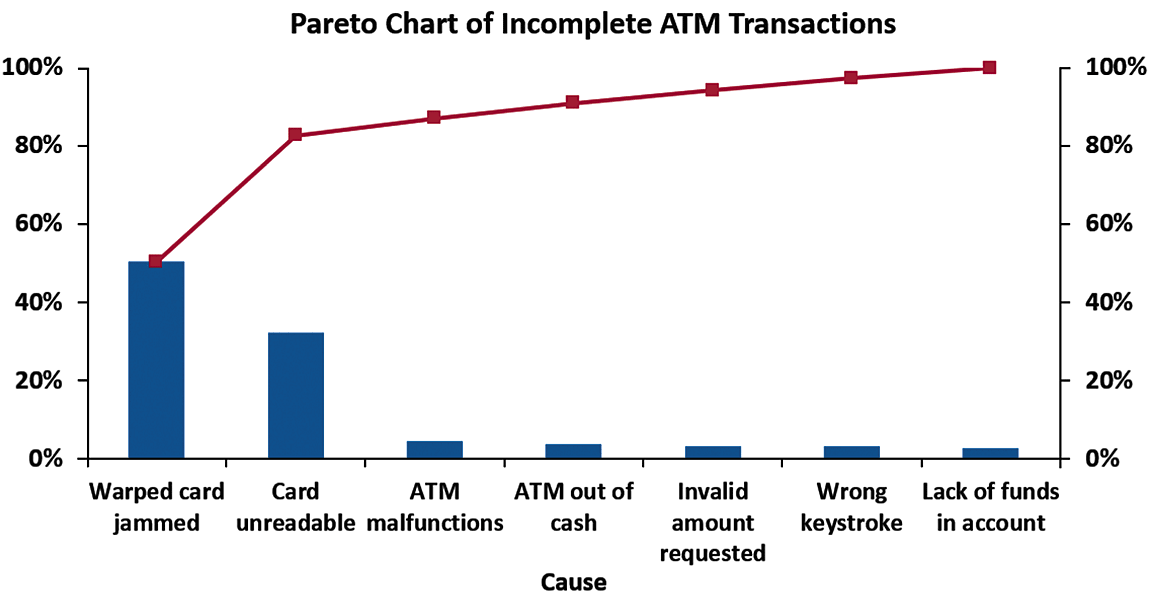 Pareto Chart of Incomplete ATM Transactions
100%
80%
60%
40%
20%
0%
100%
80%
60%
40%
20%
0%
Warped card
jammed
Card
unreadable
ATM
malfunctions
ATM out of
cash
Invalid
amount
requested
Wrong
keystroke
Lack of funds
in account
Cause